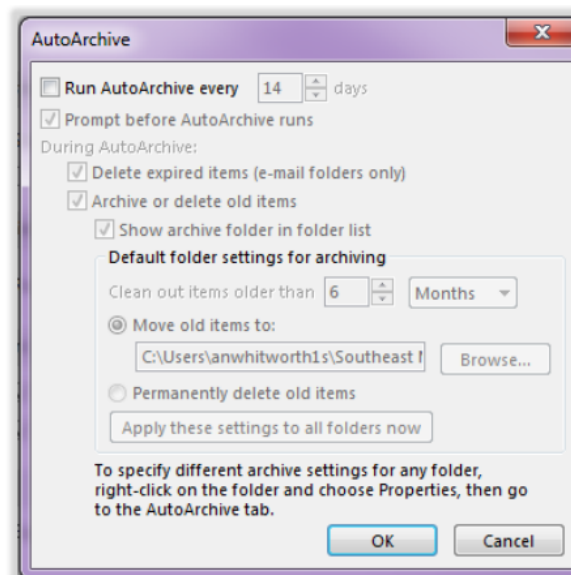 AutoArchive
Run AutoArchive every 14 days
Prompt before AutoArchive runs
During AutoArchive:
Delete expired items (e-mail folders only)
Archive or delete old items
Show archive folder in folder list
Default folder settings for archiving
Clean out items older than 6 Months
Move old items to:
C:\Users\anwhitworth1s\Southeast Browse...
Permanently delete old items
Apply these settings to all folders now
To specify different archive settings for any folder,
right-click on the folder and choose Properties, then go
to the AutoArchive tab.
OK Cancel